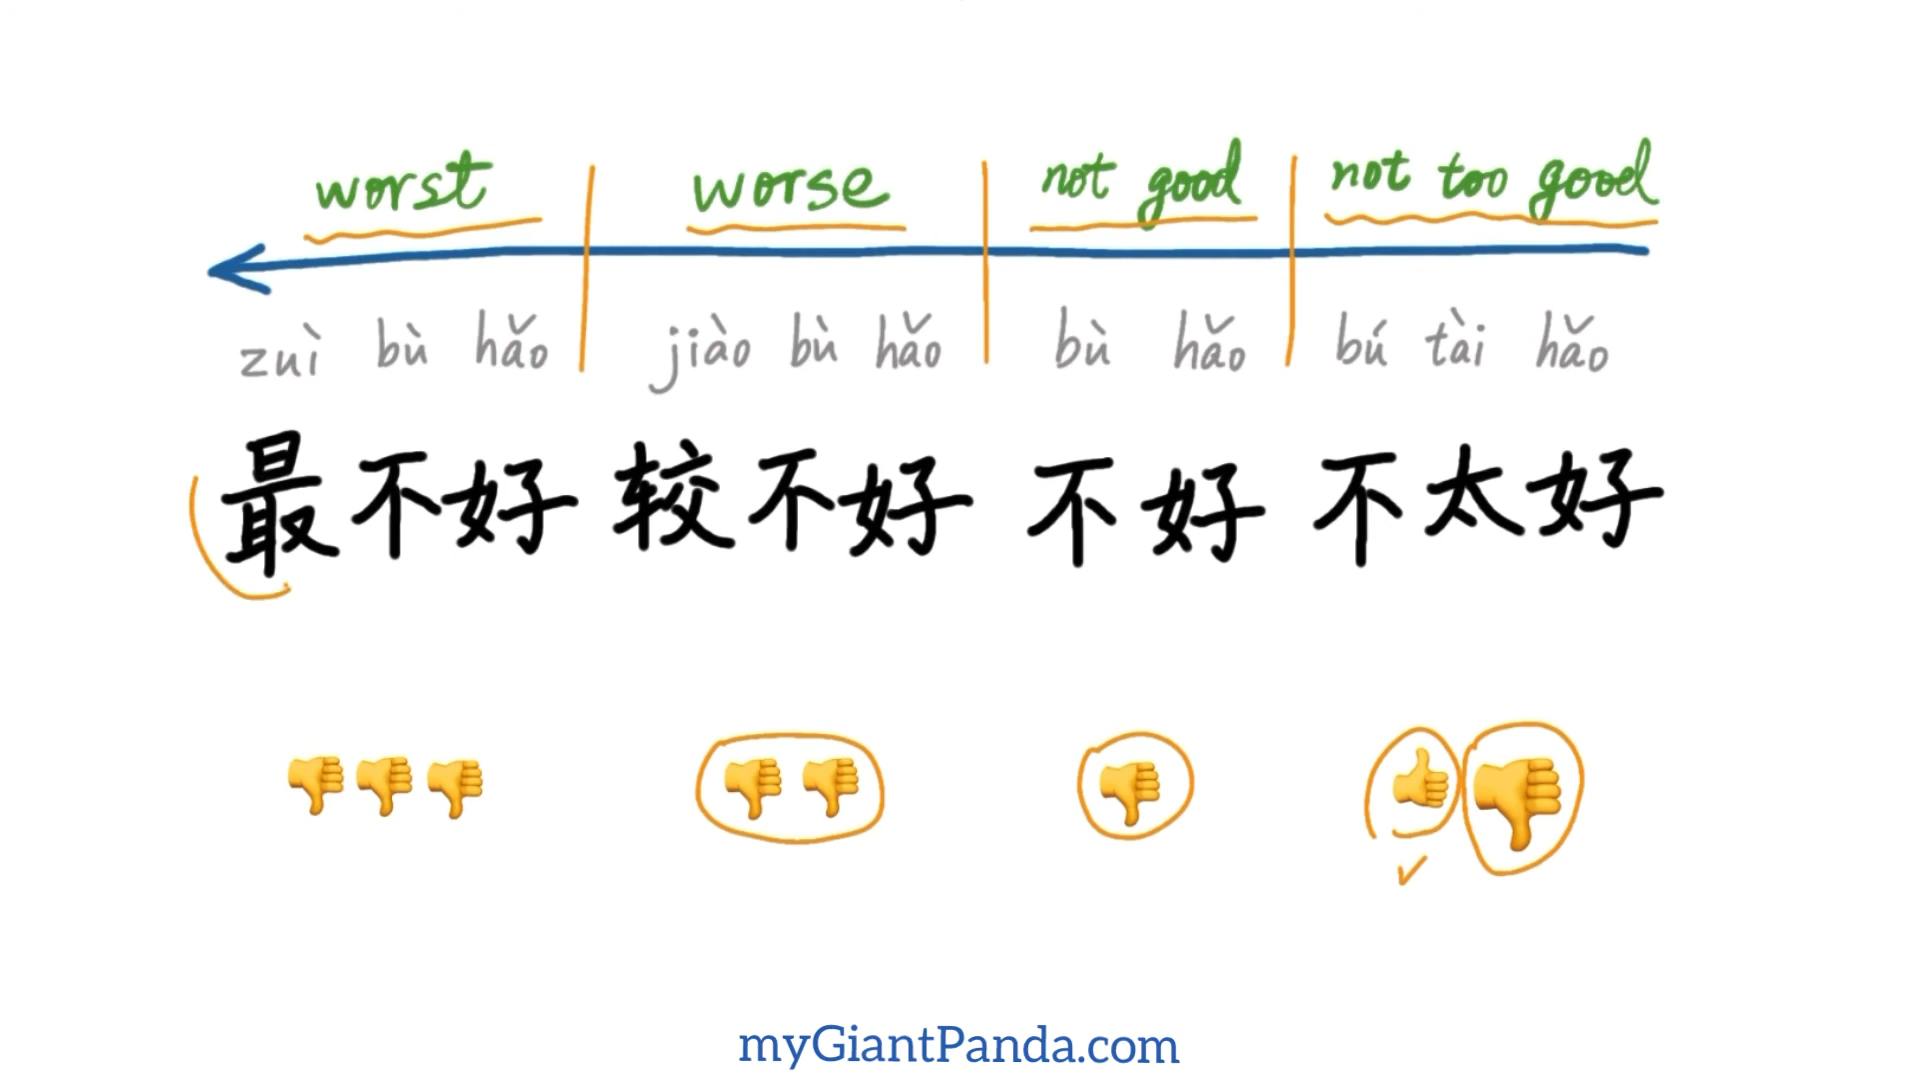 worst worse not good not too good
zuì bù hǎo jiào bù hǎo bù hǎo bú tài hǎo
最不好 较不好 不好 不太好
myGiantPanda.com